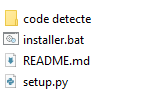 code detecte
installer.bat
README.md
setup.py